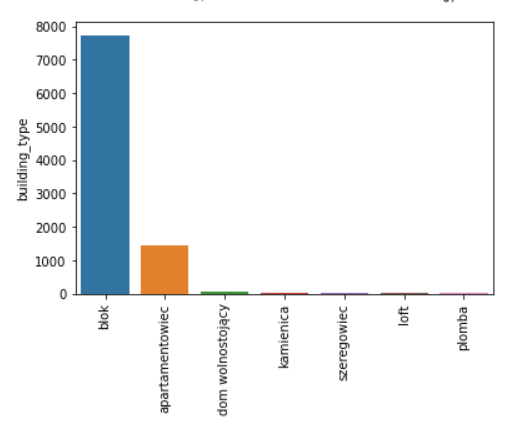 8000
7000
6000
5000
4000
3000
2000
1000
0
building_type
blok
apartamentowiec
dom wolnostojący
kamienica
szeregowiec
loft
plomba